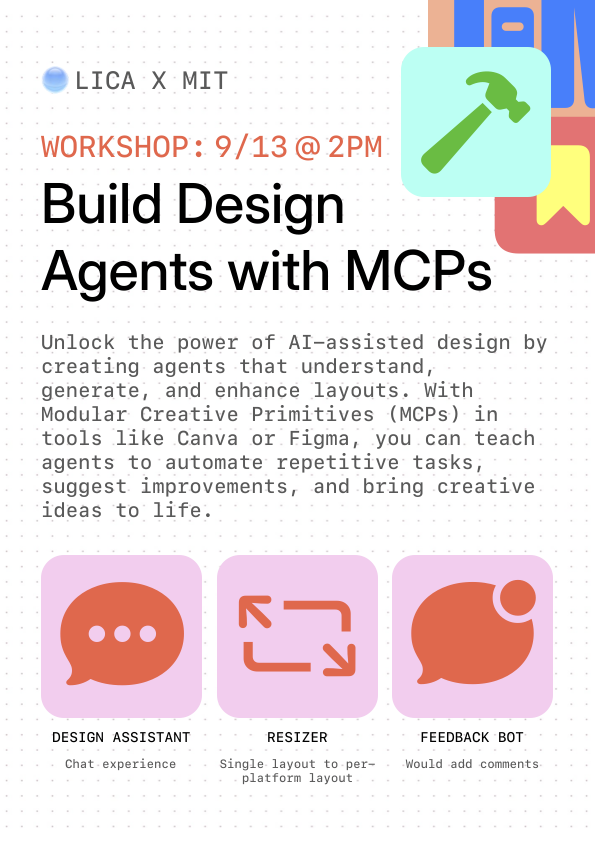 LICA X MIT
WORKSHOP: 9/13 @ 2PM
Build Design
Agents with MCPs
Unlock the power of AI-assisted design by
creating agents that understand,
generate, and enhance layouts. With
Modular Creative Primitives (MCPs) in
tools like Canva or Figma, you can teach
agents to automate repetitive tasks,
suggest improvements, and bring creative
ideas to life.
DESIGN ASSISTANT
Chat experience
RESIZER
Single layout to per-
platform layout
FEEDBACK BOT
Would add comments